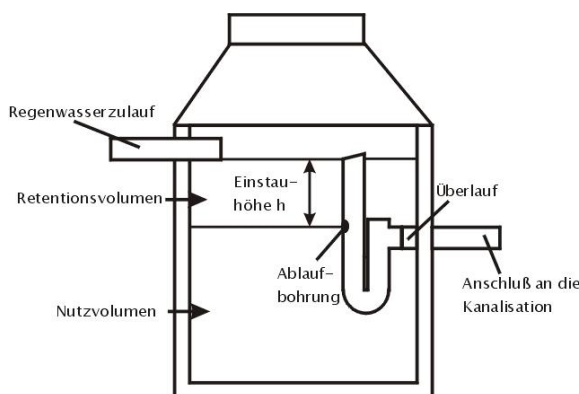 Regenwasserzulauf
Retentionsvolumen
Einstau-
höhe h
Überlauf
Ablauf-
bohrung
Anschluß an die
Kanalisation
Nutzvolumen